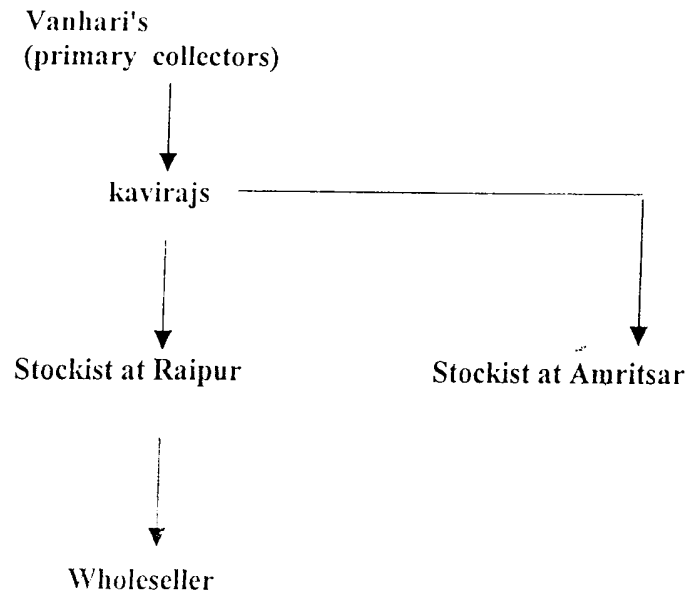 Vanhari's
(primary collectors)
kavirajs
Stockist at Raipur
Stockist at Amritsar
Wholeseller